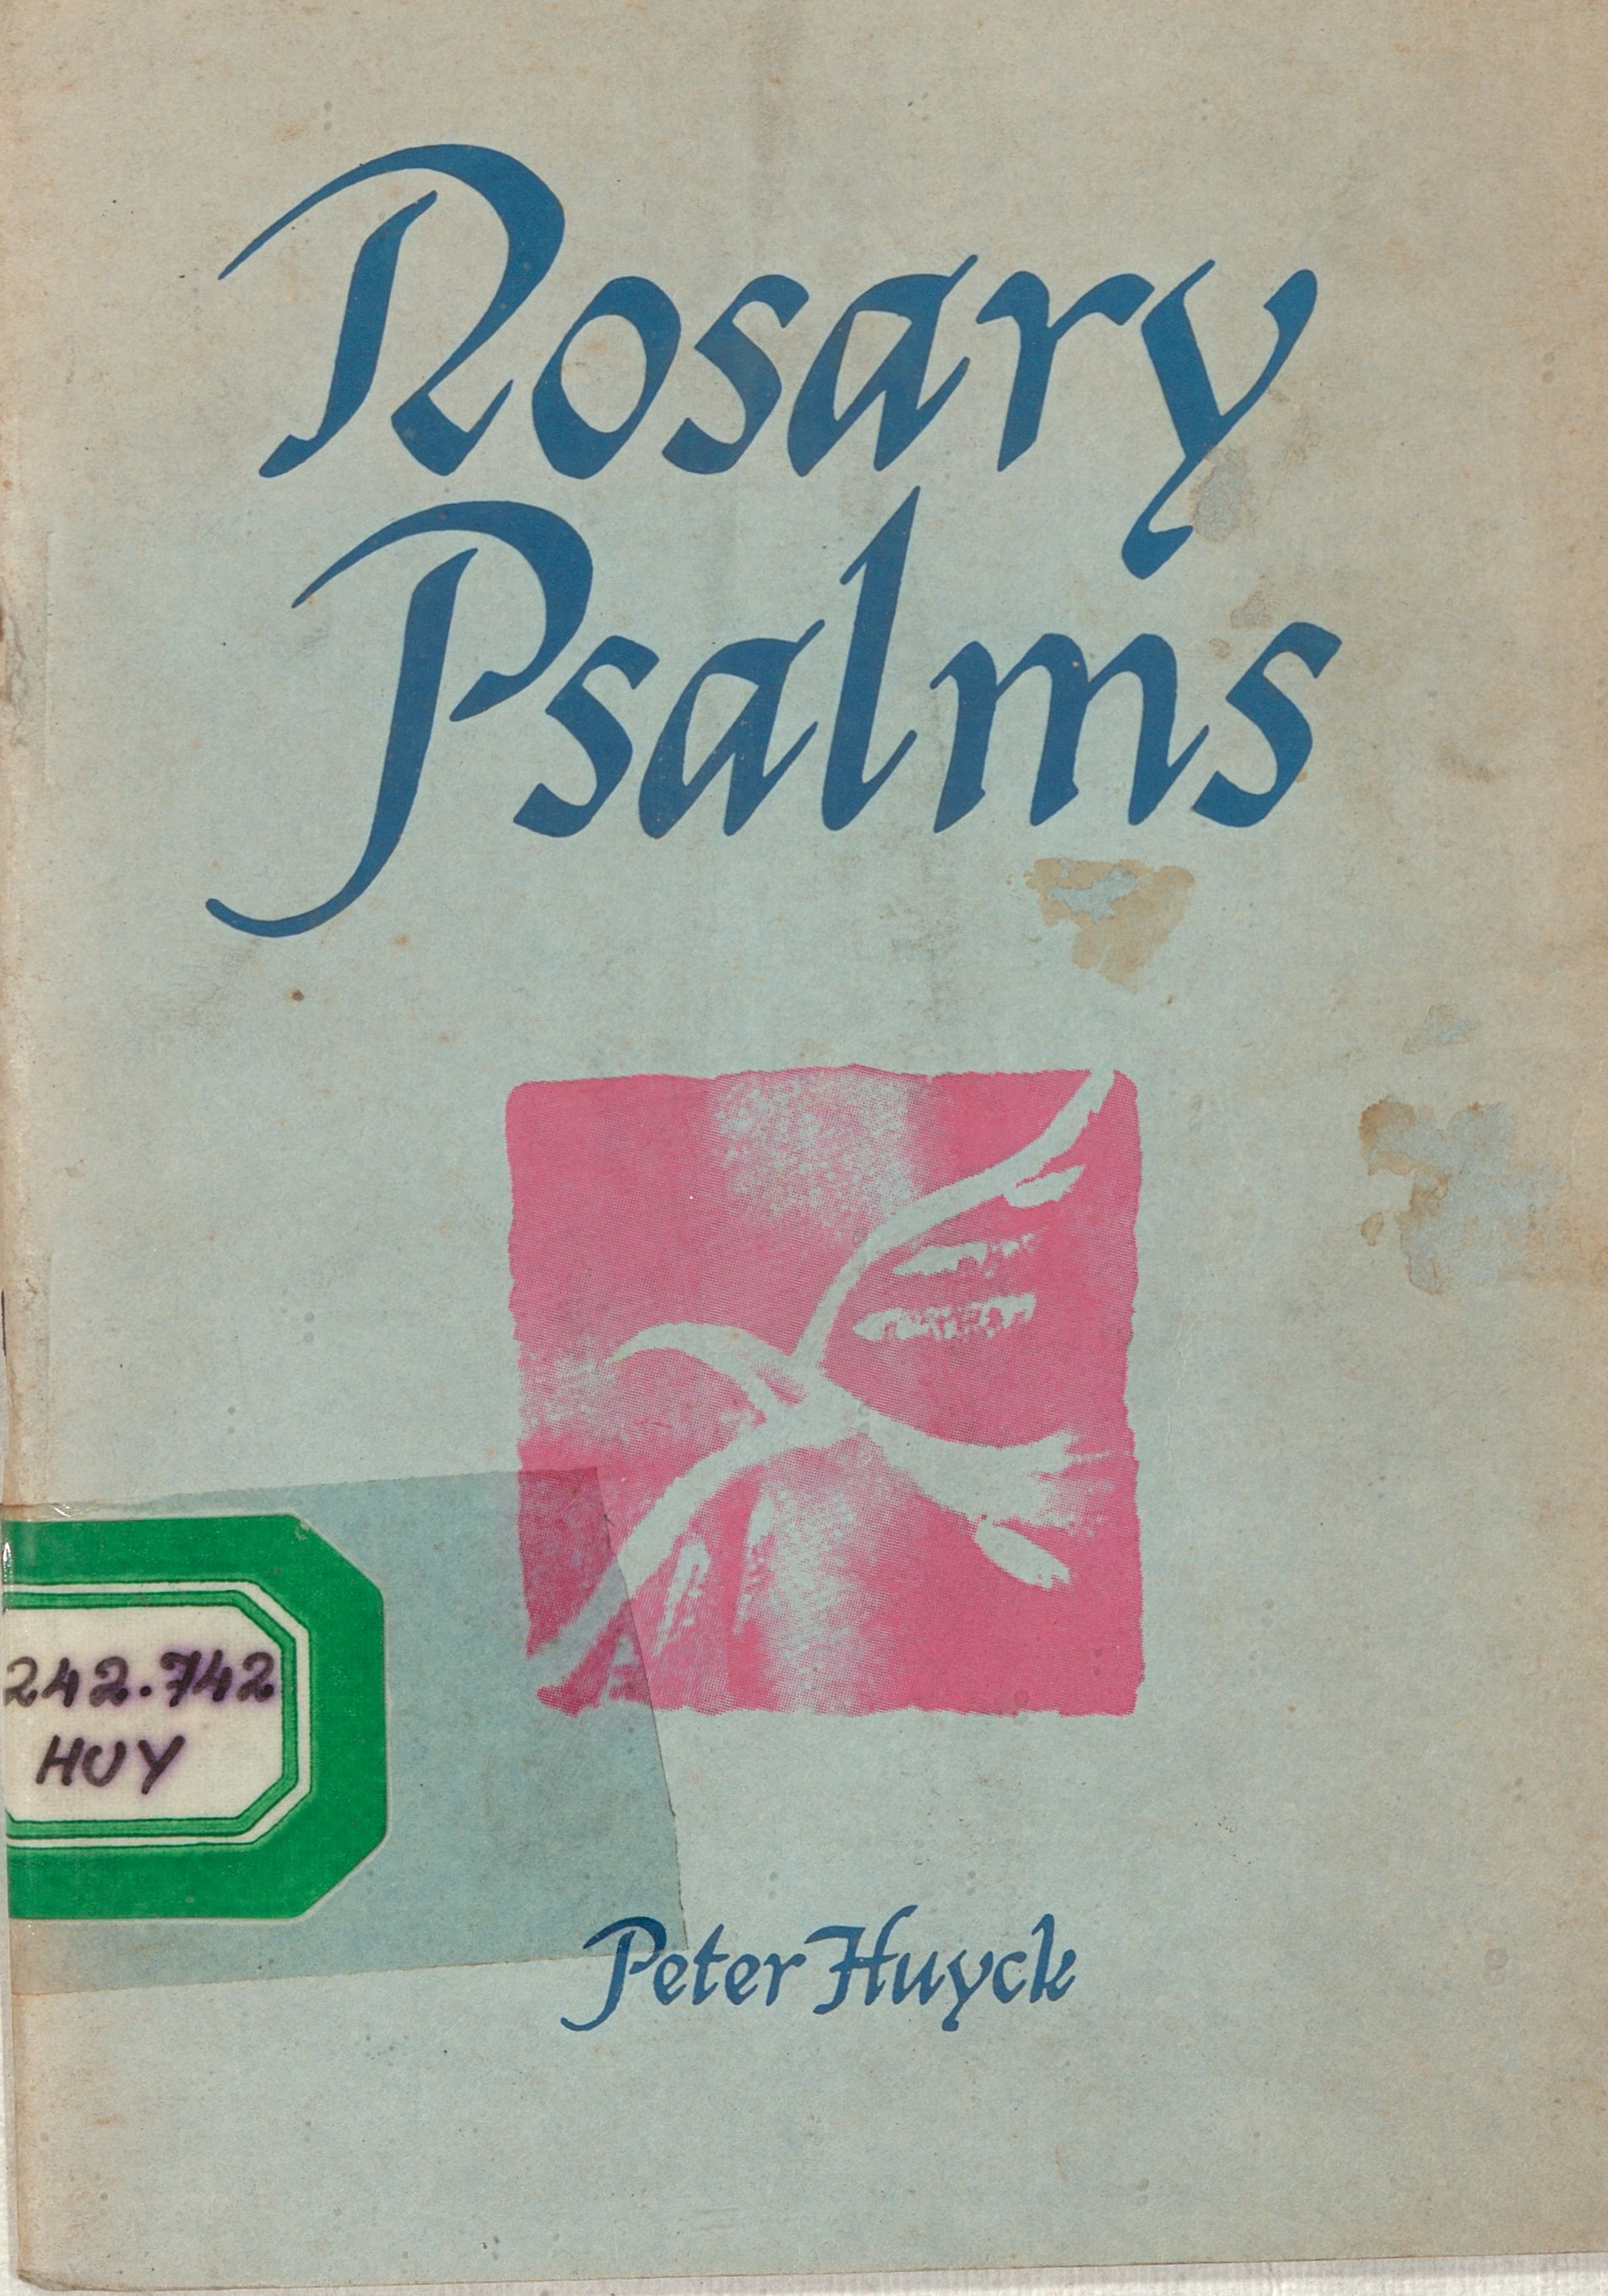 Rosary
Psalms
242.742
HUY
Peter Huyck